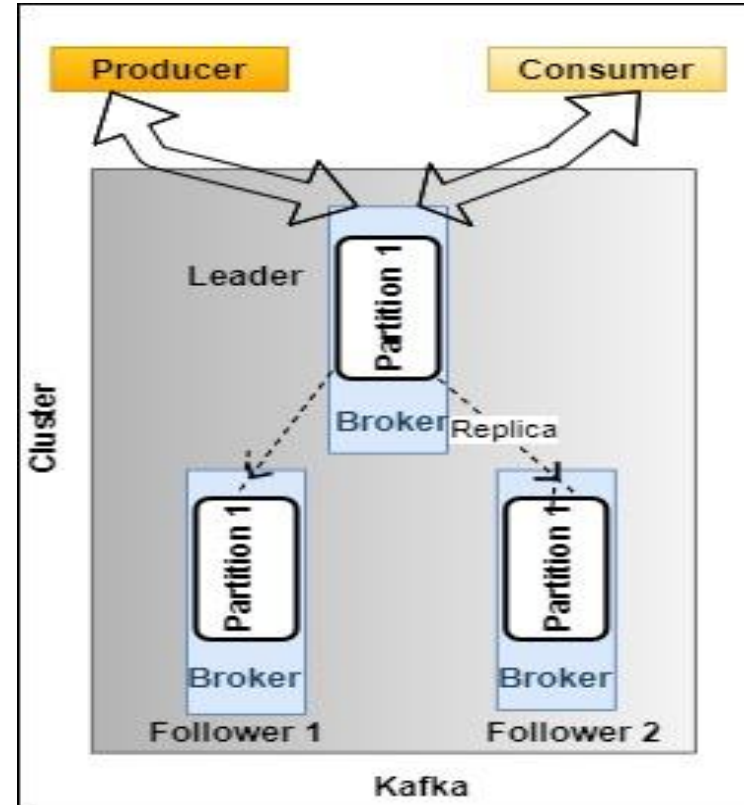 Producer
Consumer
Leader
Partition 1
Broker
Replica
Cluster
Partition 1
Broker
Follower 1
Partition 1
Broker
Follower 2
Kafka